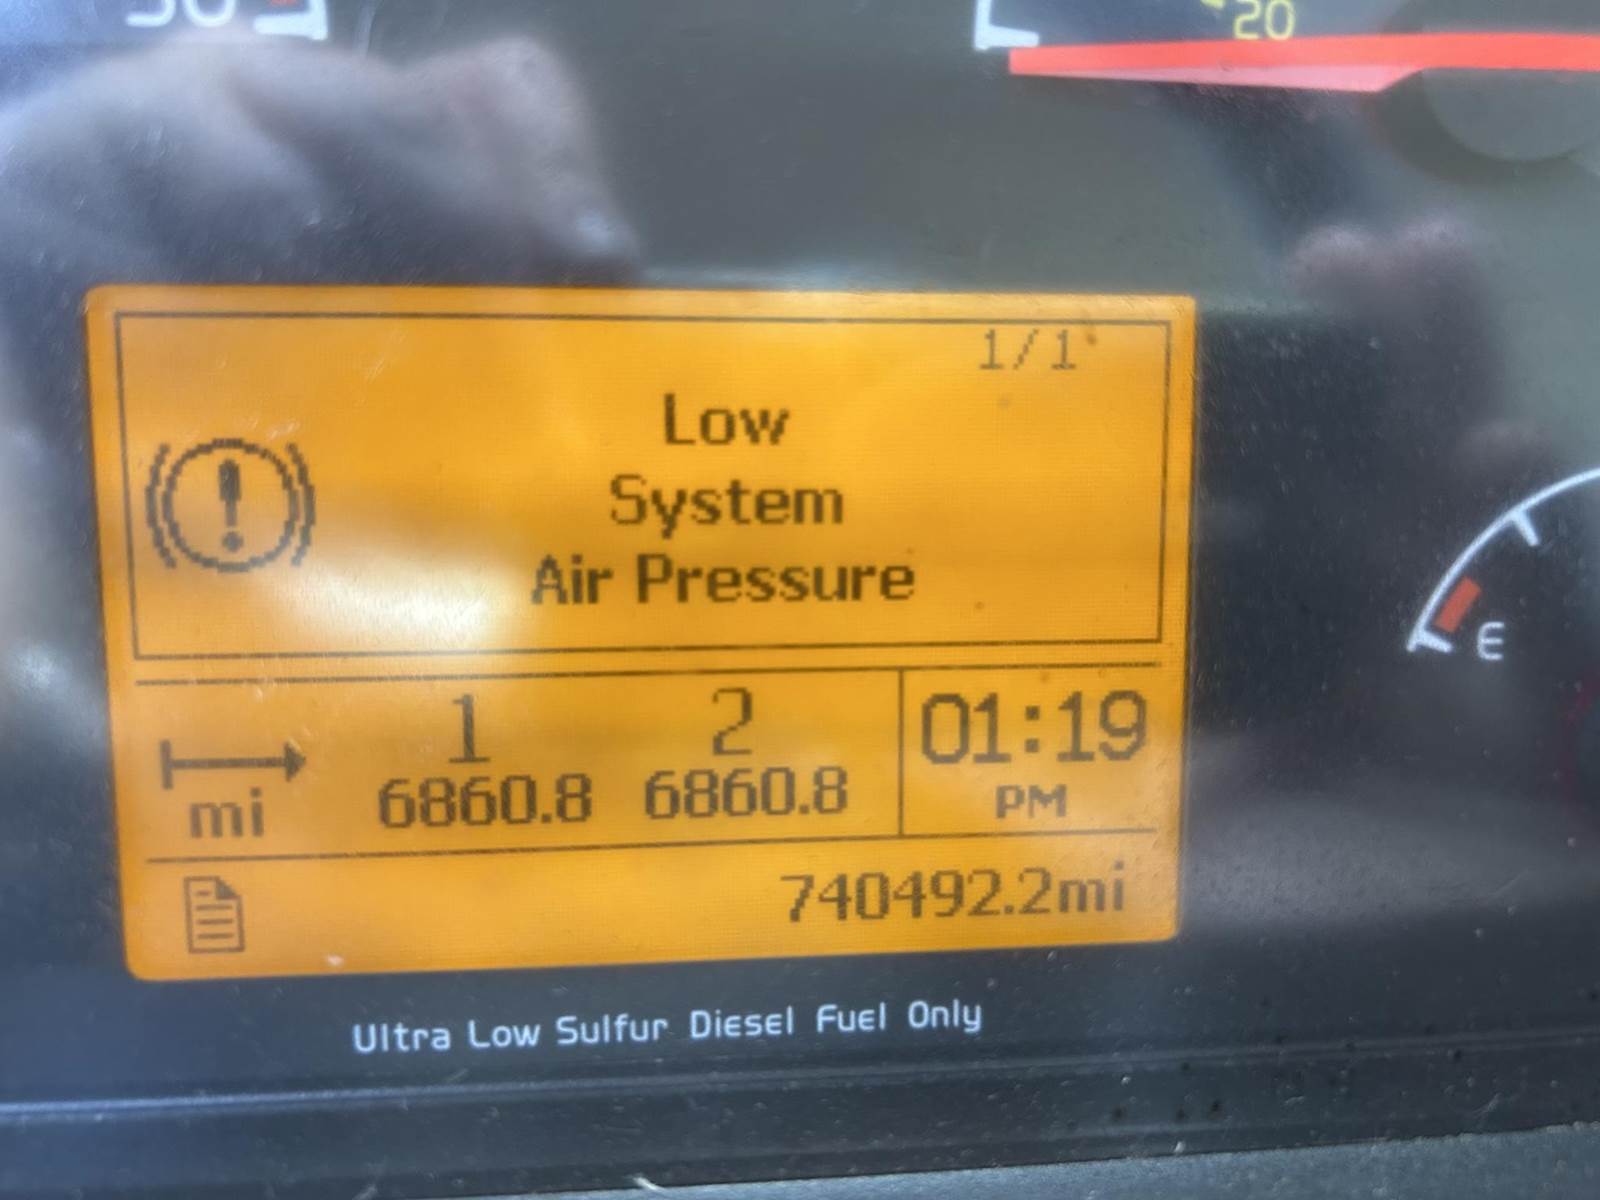 20
1/1
Low
System
Air Pressure
1 2
mi 6860.8 6860.8
01:19
PM
740492.2mi
E
Ultra Low Sulfur Diesel Fuel Only